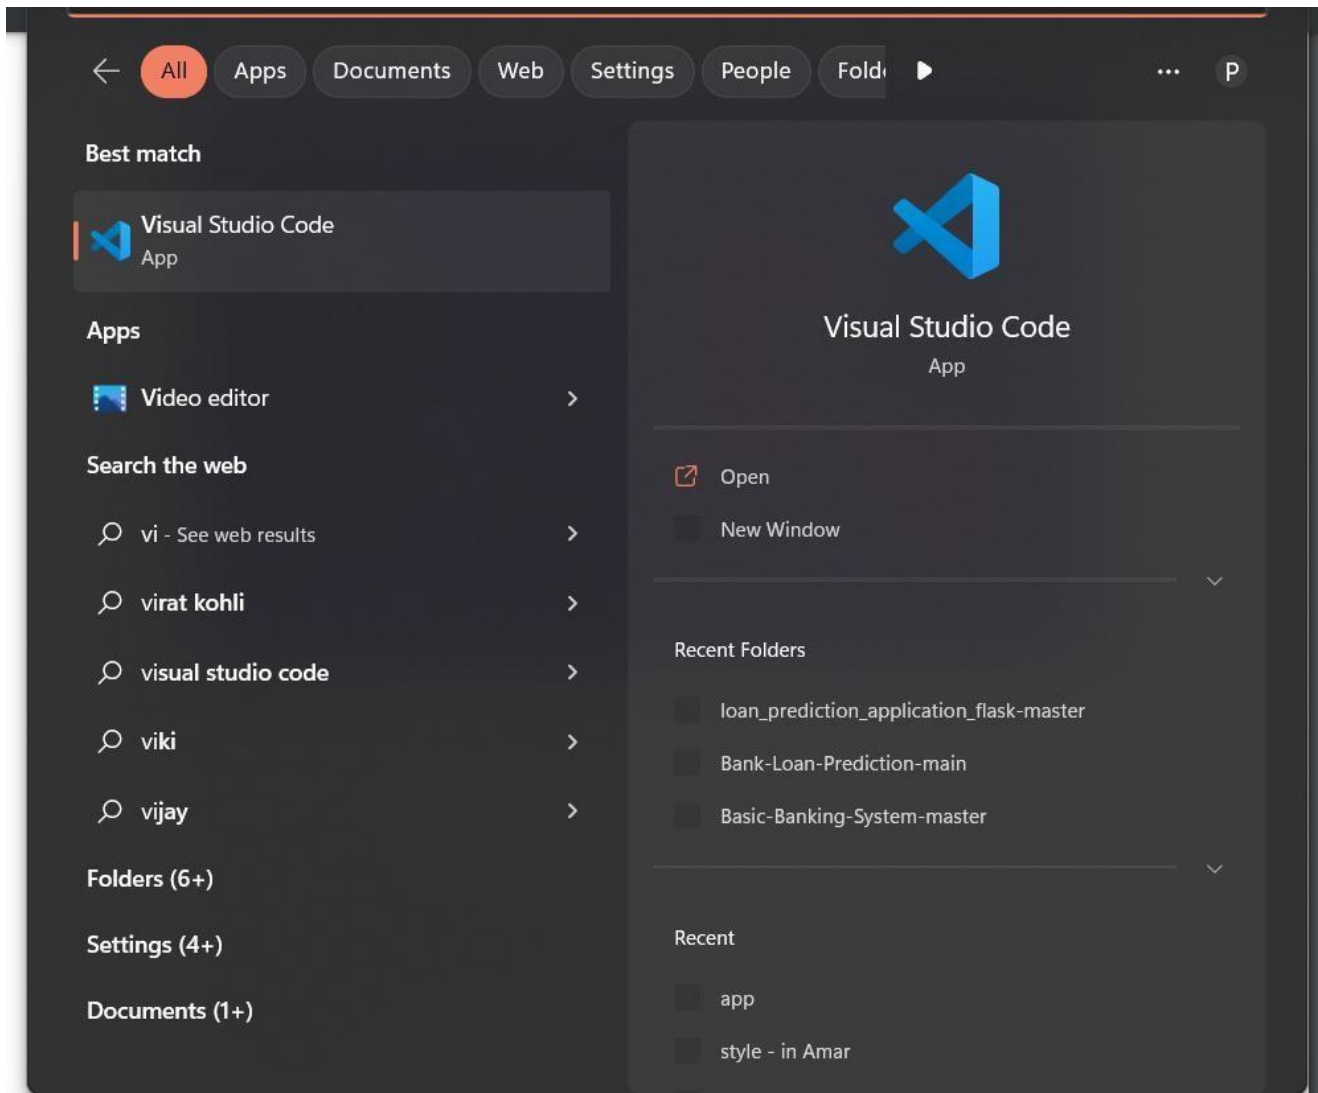 All Apps Documents Web Settings People Fold P
Best match
Visual Studio Code
App
Apps
Video editor
Search the web
vi - See web results
virat kohli
visual studio code
viki
vijay
Folders (6+)
Settings (4+)
Documents (1+)
Visual Studio Code
App
Open
New Window
Recent Folders
loan_prediction_application_flask-master
Bank-Loan-Prediction-main
Basic-Banking-System-master
Recent
app
style - in Amar